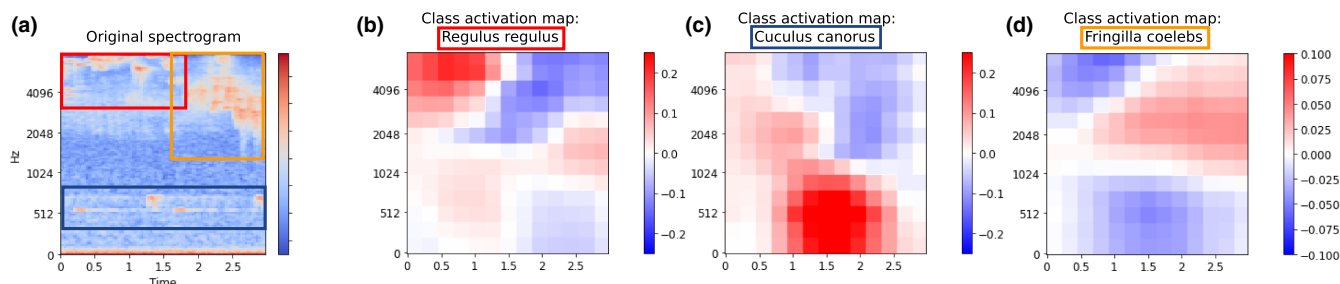 (a)
Original spectrogram
Hz
4096
2048
1024
512
0
0 0.5 1 1.5 2 2.5
Time
(b)
Class activation map:
Regulus regulus
4096
2048
1024
512
0
0 0.5 1 1.5 2 2.5
0.2
0.1
0.0
−0.1
−0.2
(c)
Class activation map:
Cuculus canorus
4096
2048
1024
512
0
0 0.5 1 1.5 2 2.5
0.2
0.1
0.0
−0.1
−0.2
(d)
Class activation map:
Fringilla coelebs
4096
2048
1024
512
0
0 0.5 1 1.5 2 2.5
0.100
0.075
0.050
0.025
0.000
−0.025
−0.050
−0.075
−0.100